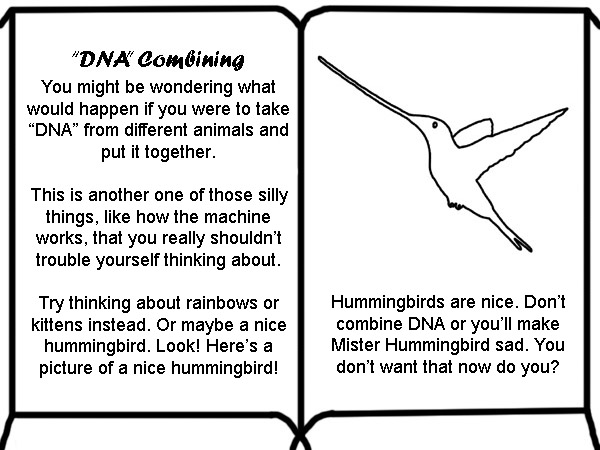 “DNA” Combining
You might be wondering what
would happen if you were to take
“DNA” from different animals and
put it together.
This is another one of those silly
things, like how the machine
works, that you really shouldn’t
trouble yourself thinking about.
Try thinking about rainbows or
kittens instead. Or maybe a nice
hummingbird. Look! Here’s a
picture of a nice hummingbird!
Hummingbirds are nice. Don’t
combine DNA or you’ll make
Mister Hummingbird sad. You
don’t want that now do you?